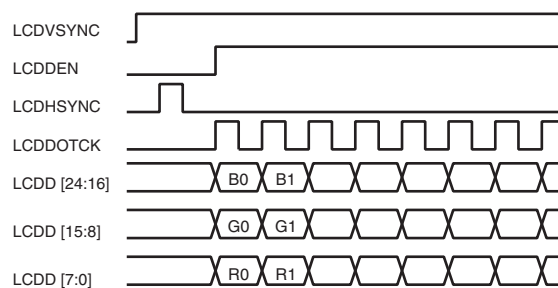 LCDVSYNC
LCDDEN
LCDHSYNC
LCDDOTCK
LCDD [24:16] B0 B1
LCDD [15:8] G0 G1
LCDD [7:0] R0 R1